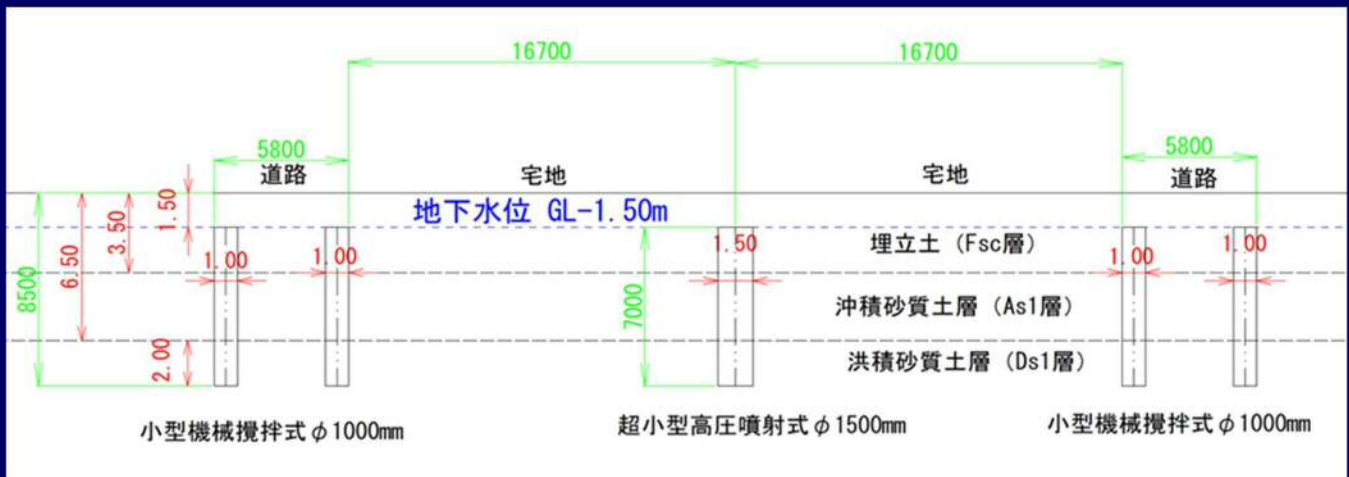 16700
16700
5800
5800
道路
宅地
宅地
道路
1.50
地下水位 GL-1.50m
3.50
6.50
8500
1.00
1.00
1.50
埋立土（Fsc層）
1.00
1.00
7000
沖積砂質土層（As1層）
2.00
洪積砂質土層（Ds1層）
小型機械攪拌式φ1000mm
超小型高圧噴射式φ1500mm
小型機械攪拌式φ1000mm